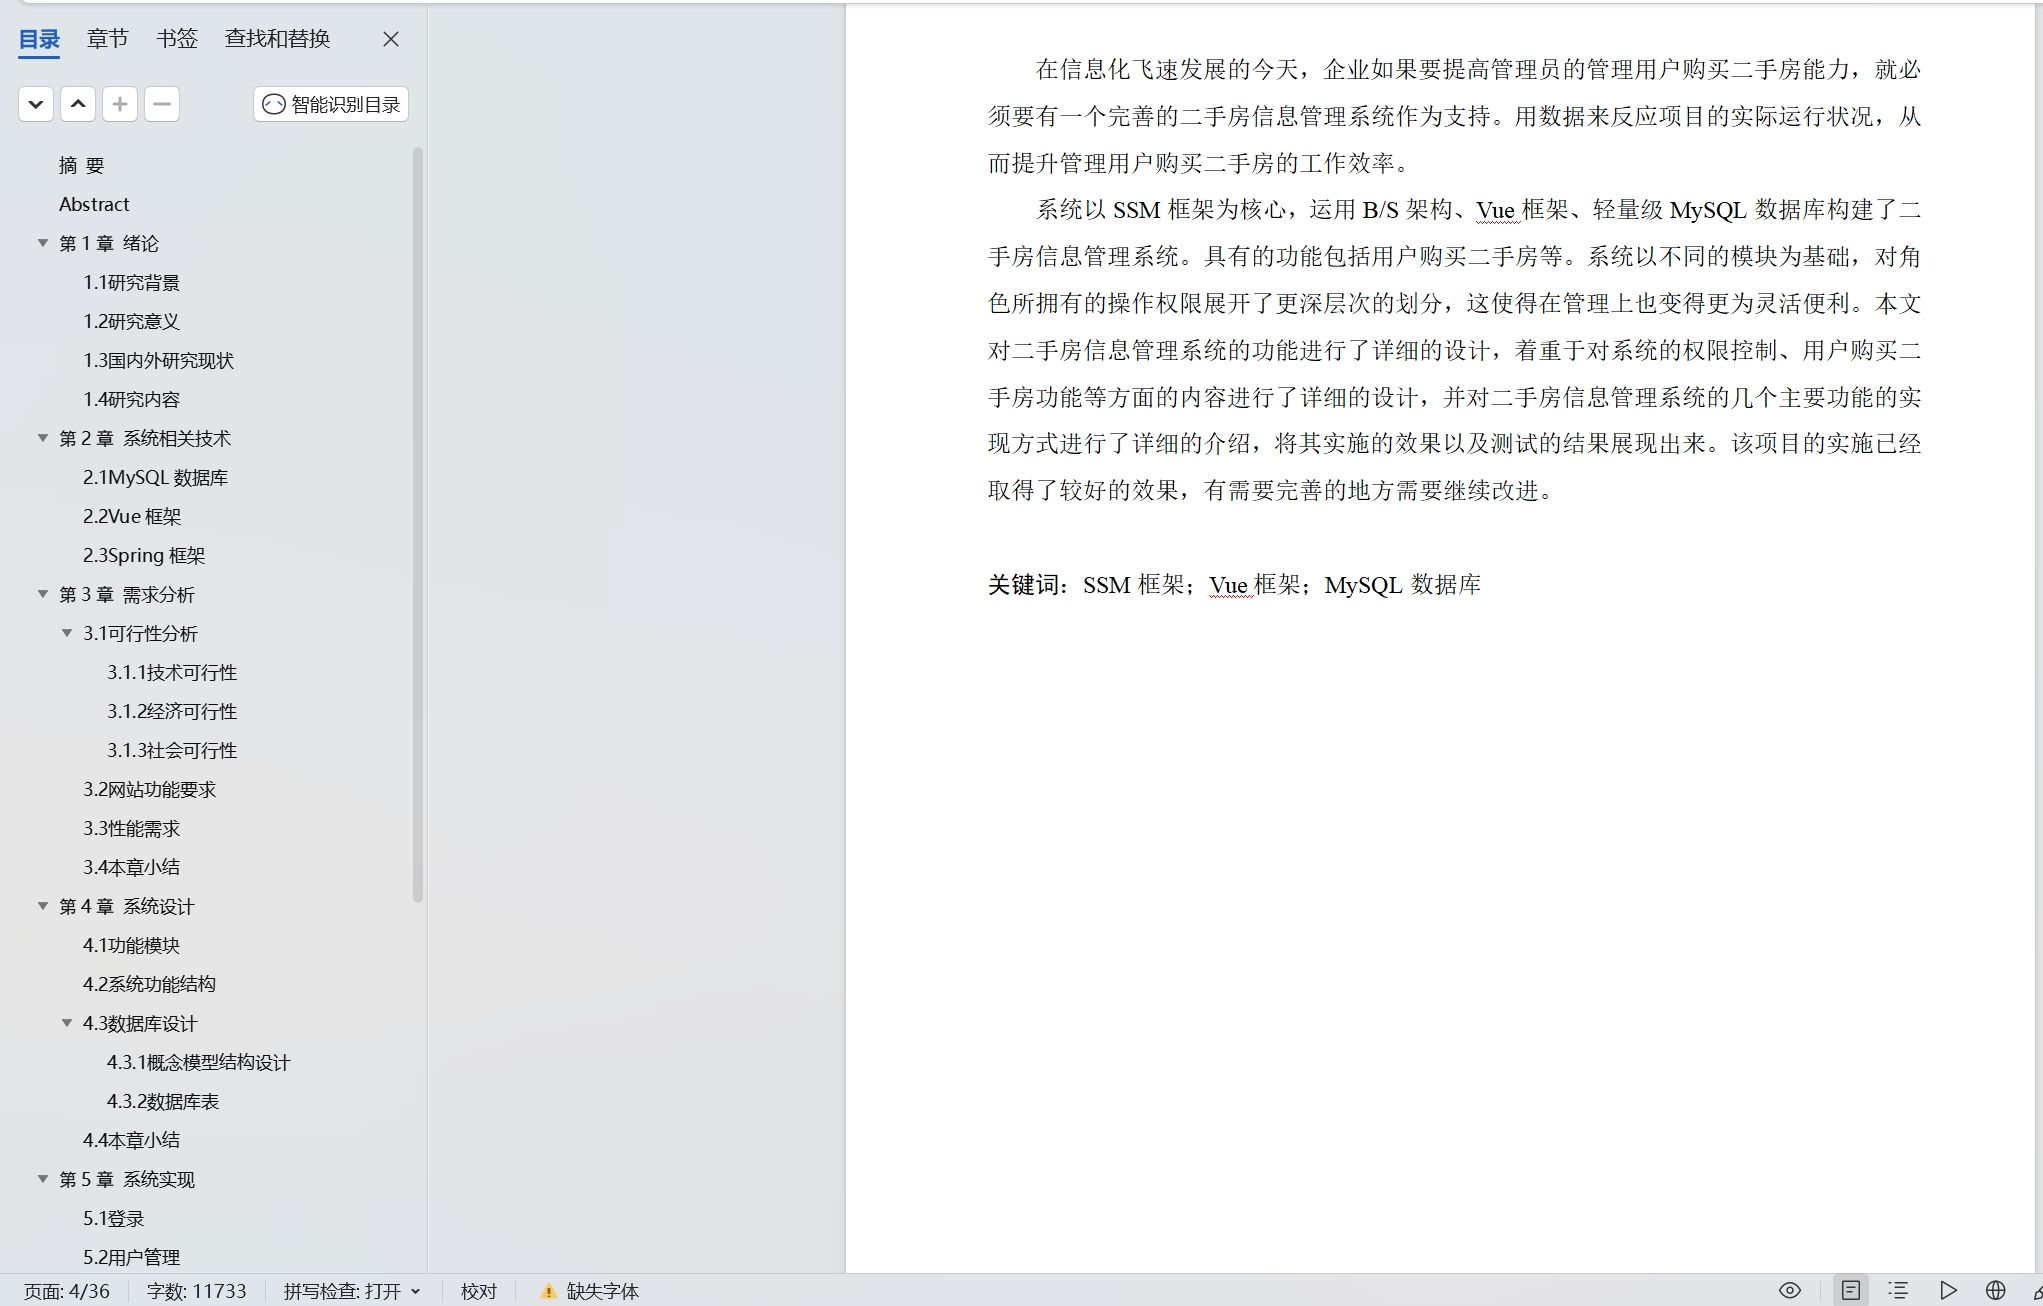 目录 章节 书签 查找和替换
智能识别目录
摘 要
Abstract
第 1 章 绪论
1.1研究背景
1.2研究意义
1.3国内外研究现状
1.4研究内容
第 2 章 系统相关技术
2.1MySQL 数据库
2.2Vue 框架
2.3Spring 框架
第 3 章 需求分析
3.1可行性分析
3.1.1技术可行性
3.1.2经济可行性
3.1.3社会可行性
3.2网站功能要求
3.3性能需求
3.4本章小结
第 4 章 系统设计
4.1功能模块
4.2系统功能结构
4.3数据库设计
4.3.1概念模型结构设计
4.3.2数据库表
4.4本章小结
第 5 章 系统实现
5.1登录
5.2用户管理
在信息化飞速发展的今天，企业如果要提高管理员的管理用户购买二手房能力，就必
须要有一个完善的二手房信息管理系统作为支持。用数据来反应项目的实际运行状况，从
而提升管理用户购买二手房的工作效率。
系统以 SSM 框架为核心，运用 B/S 架构、Vue 框架、轻量级 MySQL 数据库构建了二
手房信息管理系统。具有的功能包括用户购买二手房等。系统以不同的模块为基础，对角
色所拥有的操作权限展开了更深层次的划分，这使得在管理上也变得更为灵活便利。本文
对二手房信息管理系统的功能进行了详细的设计，着重于对系统的权限控制、用户购买二
手房功能等方面的内容进行了详细的设计，并对二手房信息管理系统的几个主要功能的实
现方式进行了详细的介绍，将其实施的效果以及测试的结果展现出来。该项目的实施已经
取得了较好的效果，有需要完善的地方需要继续改进。
关键词：SSM 框架；Vue 框架；MySQL 数据库
页面: 4/36 字数: 11733 拼写检查: 打开 校对 缺失字体